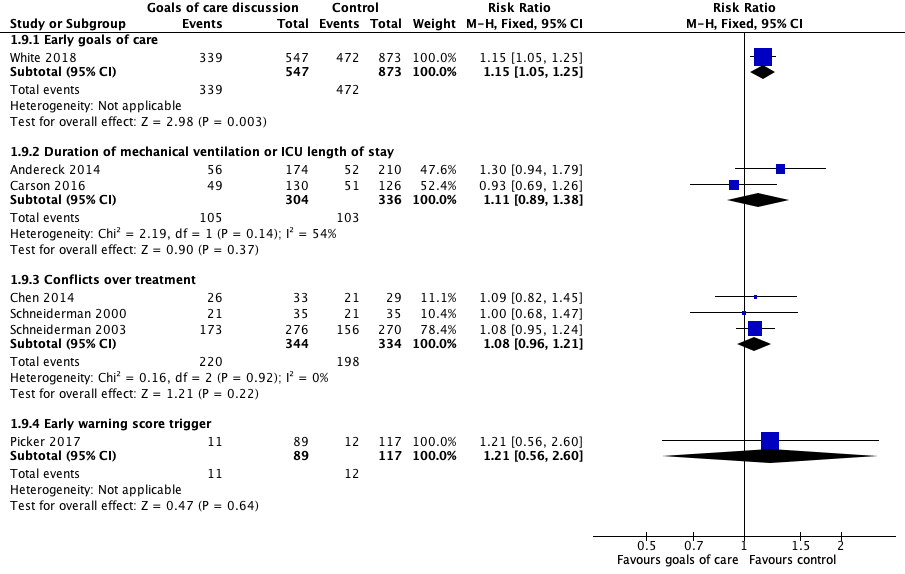 Goals of care discussion Control Risk Ratio Risk Ratio
Study or Subgroup Events Total Events Total Weight M-H, Fixed, 95% CI M-H, Fixed, 95% CI
1.9.1 Early goals of care
White 2018 339 547 472 873 100.0% 1.15 [1.05, 1.25]
Subtotal (95% CI) 547 873 100.0% 1.15 [1.05, 1.25]
Total events 339 472
Heterogeneity: Not applicable
Test for overall effect: Z = 2.98 (P = 0.003)
1.9.2 Duration of mechanical ventilation or ICU length of stay
Andereck 2014 56 174 52 210 47.6% 1.30 [0.94, 1.79]
Carson 2016 49 130 51 126 52.4% 0.93 [0.69, 1.26]
Subtotal (95% CI) 304 336 100.0% 1.11 [0.89, 1.38]
Total events 105 103
Heterogeneity: Chi² = 2.19, df = 1 (P = 0.14); I² = 54%
Test for overall effect: Z = 0.90 (P = 0.37)
1.9.3 Conflicts over treatment
Chen 2014 26 33 21 29 11.1% 1.09 [0.82, 1.45]
Schneiderman 2000 21 35 21 35 10.4% 1.00 [0.68, 1.47]
Schneiderman 2003 173 276 156 270 78.4% 1.08 [0.95, 1.24]
Subtotal (95% CI) 344 334 100.0% 1.08 [0.96, 1.21]
Total events 220 198
Heterogeneity: Chi² = 0.16, df = 2 (P = 0.92); I² = 0%
Test for overall effect: Z = 1.21 (P = 0.22)
1.9.4 Early warning score trigger
Picker 2017 11 89 12 117 100.0% 1.21 [0.56, 2.60]
Subtotal (95% CI) 89 117 100.0% 1.21 [0.56, 2.60]
Total events 11 12
Heterogeneity: Not applicable
Test for overall effect: Z = 0.47 (P = 0.64)
0.5 0.7 1 1.5 2
Favours goals of care Favours control